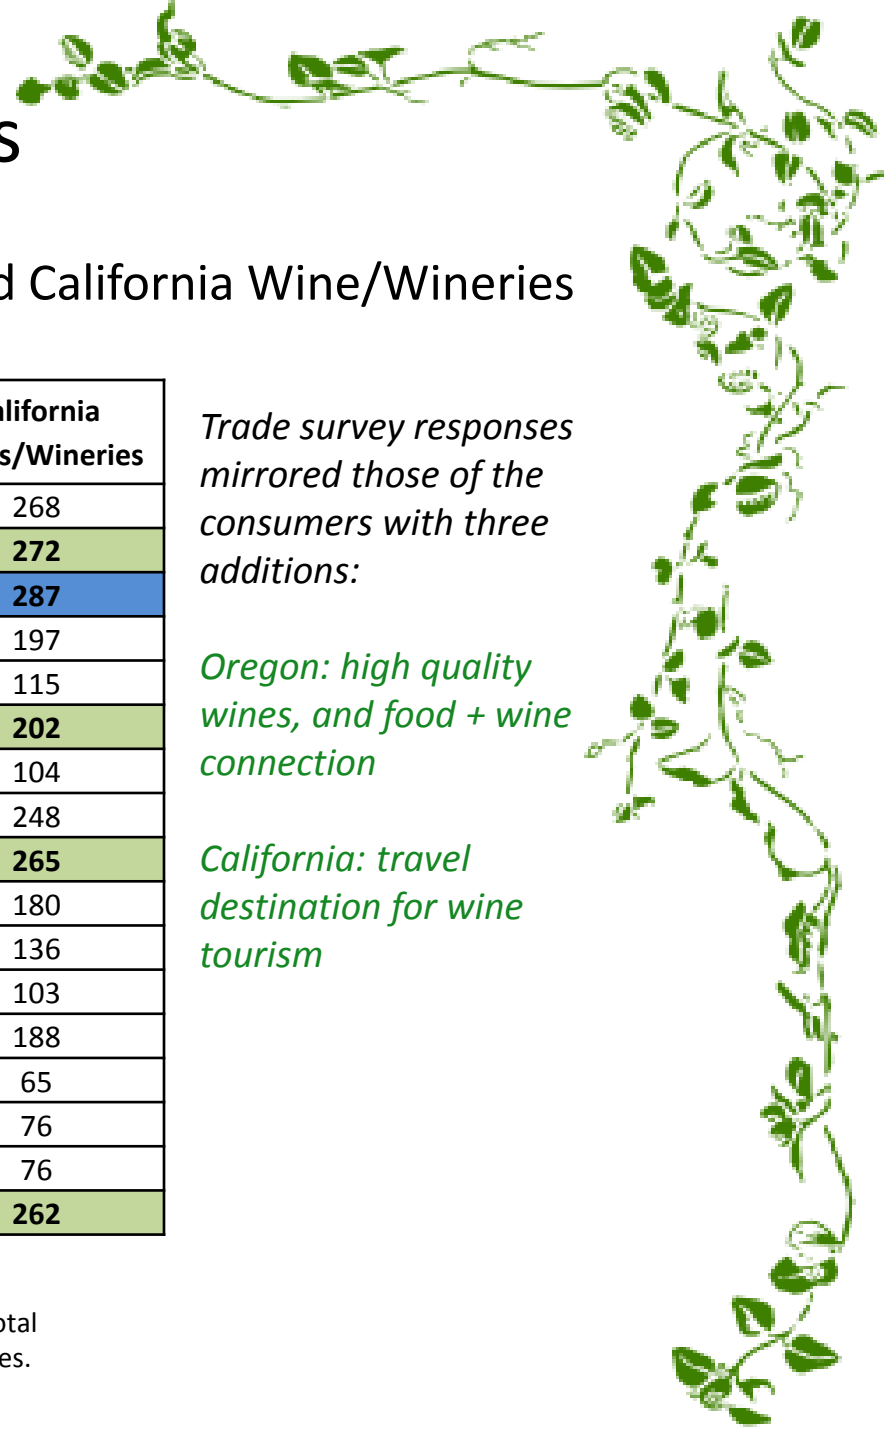 s
d California Wine/Wineries
alifornia
s/Wineries
268
272
287
197
115
202
104
248
265
180
136
103
188
65
76
76
262
Trade survey responses
mirrored those of the
consumers with three
additions:
Oregon: high quality
wines, and food + wine
connection
California: travel
destination for wine
tourism
otal
es.